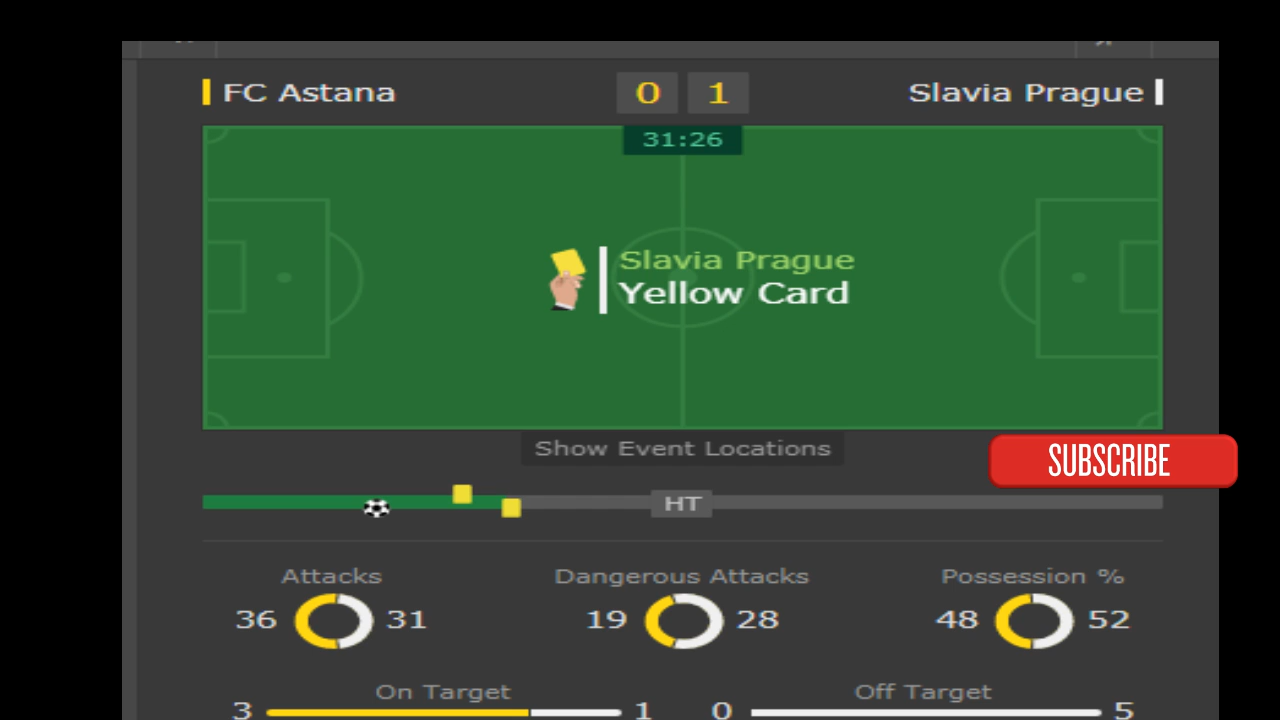 FC Astana 0 1 Slavia Prague
31:26
Slavia Prague
Yellow Card
Show Event Locations
SUBSCRIBE
HT
Attacks Dangerous Attacks Possession %
36 31 19 28 48 52
On Target Off Target
3 1 0 5